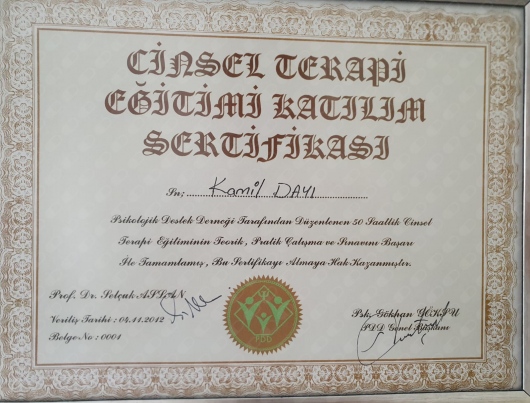 CİNSEL TERAPİ
EĞİTİMİ KATILIM
SERTİFİKASI
Sn; Kamil DAYI
Psikolojik Destek Derneği Tarafından Düzenlenen 50 Saatlik Cinsel
Terapi Eğitiminin Teorik, Pratik Çalışma ve Sınavını Başarı
İle Tamamlamış, Bu Sertifikayı Almaya Hak Kazanmıştır.
Prof. Dr. Selçuk ASLAN
Veriliş Tarihi : 04.11.2012
Belge No : 0001
PDD
Psk. Gökhan
PDD Genel Başkanı